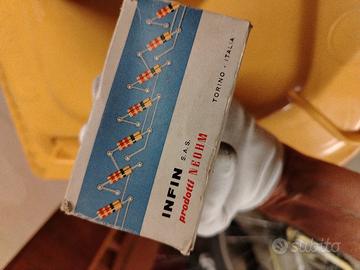 INFIN S.A.S.
prodotti NEOHM
TORINO - ITALIA
subito